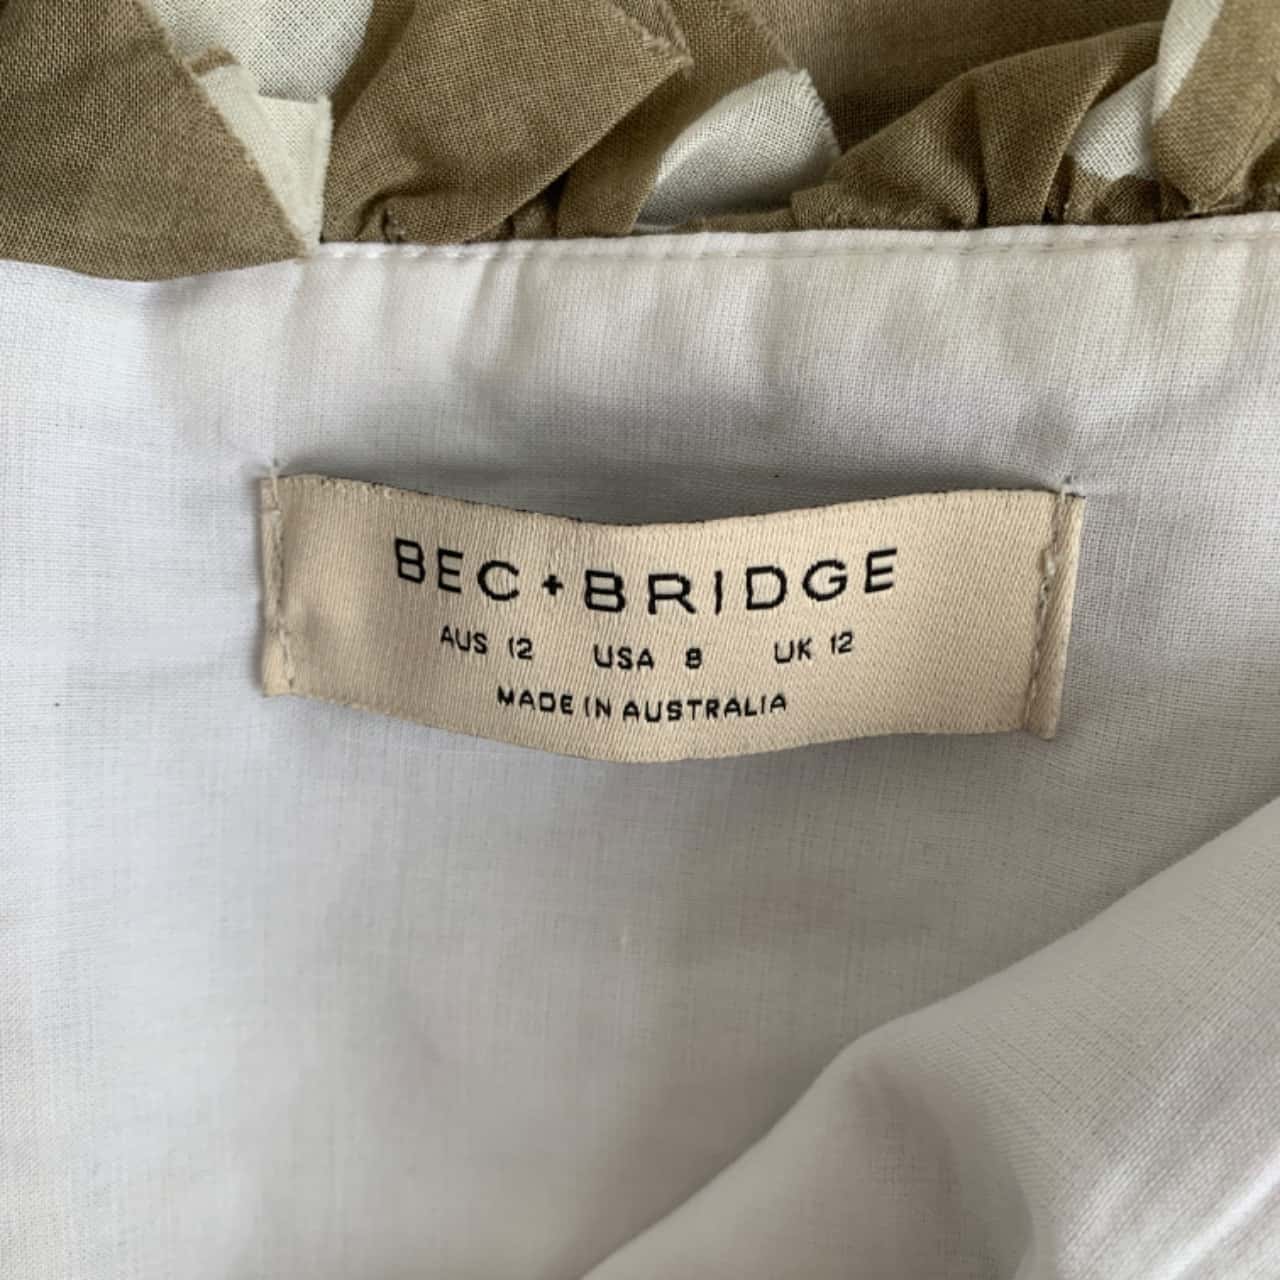 BEC+BRIDGE
AUS 12 USA 8 UK 12
MADE IN AUSTRALIA